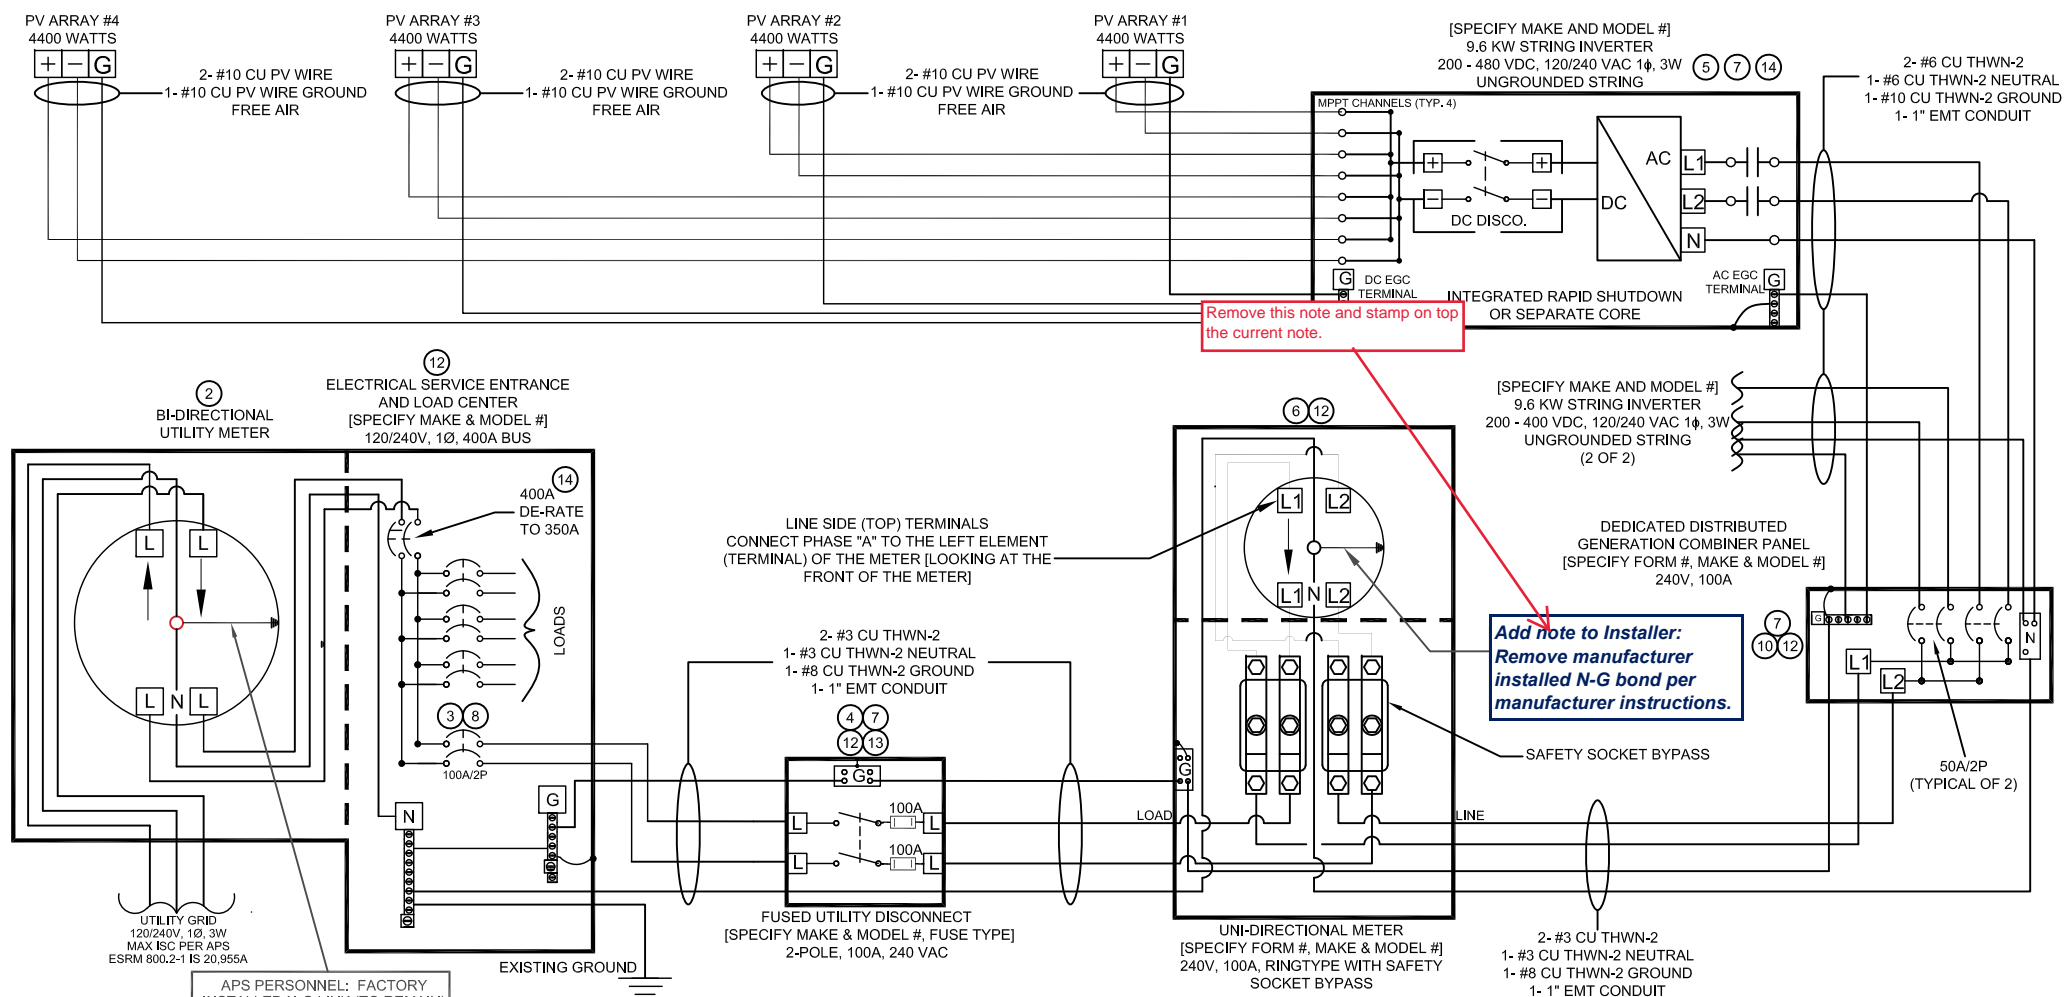 PV ARRAY #4
4400 WATTS
+ − G
2- #10 CU PV WIRE
1- #10 CU PV WIRE GROUND
FREE AIR
PV ARRAY #3
4400 WATTS
+ − G
2- #10 CU PV WIRE
1- #10 CU PV WIRE GROUND
FREE AIR
PV ARRAY #2
4400 WATTS
+ − G
2- #10 CU PV WIRE
1- #10 CU PV WIRE GROUND
FREE AIR
PV ARRAY #1
4400 WATTS
+ − G
[SPECIFY MAKE AND MODEL #]
9.6 KW STRING INVERTER
200 - 480 VDC, 120/240 VAC 1ϕ, 3W
UNGROUNDED STRING
5 7 14
2- #6 CU THWN-2
1- #6 CU THWN-2 NEUTRAL
1- #10 CU THWN-2 GROUND
1- 1" EMT CONDUIT
MPPT CHANNELS (TYP. 4)
+ +
− −
DC DISCO.
AC
DC
L1
L2
N
G
DC EGC
TERMINAL
AC EGC
TERMINAL
G
INTEGRATED RAPID SHUTDOWN
OR SEPARATE CORE
Remove this note and stamp on top
the current note.
2
BI-DIRECTIONAL
UTILITY METER
12
ELECTRICAL SERVICE ENTRANCE
AND LOAD CENTER
[SPECIFY MAKE & MODEL #]
120/240V, 1Ø, 400A BUS
14
400A
DE-RATE
TO 350A
L L
L N L
LOADS
3 8
100A/2P
N
G
UTILITY GRID
120/240V, 1Ø, 3W
MAX ISC PER APS
ESRM 800.2-1 IS 20,955A
APS PERSONNEL: FACTORY
EXISTING GROUND
2- #3 CU THWN-2
1- #3 CU THWN-2 NEUTRAL
1- #8 CU THWN-2 GROUND
1- 1" EMT CONDUIT
4 7
12 13
G
L 100A L
L 100A L
FUSED UTILITY DISCONNECT
[SPECIFY MAKE & MODEL #, FUSE TYPE]
2-POLE, 100A, 240 VAC
LINE SIDE (TOP) TERMINALS
CONNECT PHASE "A" TO THE LEFT ELEMENT
(TERMINAL) OF THE METER [LOOKING AT THE
FRONT OF THE METER]
6 12
L1 L2
L1 N L2
G
LOAD
LINE
SAFETY SOCKET BYPASS
UNI-DIRECTIONAL METER
[SPECIFY FORM #, MAKE & MODEL #]
240V, 100A, RINGTYPE WITH SAFETY
SOCKET BYPASS
Add note to Installer:
Remove manufacturer
installed N-G bond per
manufacturer instructions.
[SPECIFY MAKE AND MODEL #]
9.6 KW STRING INVERTER
200 - 400 VDC, 120/240 VAC 1ϕ, 3W
UNGROUNDED STRING
(2 OF 2)
DEDICATED DISTRIBUTED
GENERATION COMBINER PANEL
[SPECIFY FORM #, MAKE & MODEL #]
240V, 100A
7
10 12
G
N
L1
L2
50A/2P
(TYPICAL OF 2)
2- #3 CU THWN-2
1- #3 CU THWN-2 NEUTRAL
1- #8 CU THWN-2 GROUND
1- 1" EMT CONDUIT